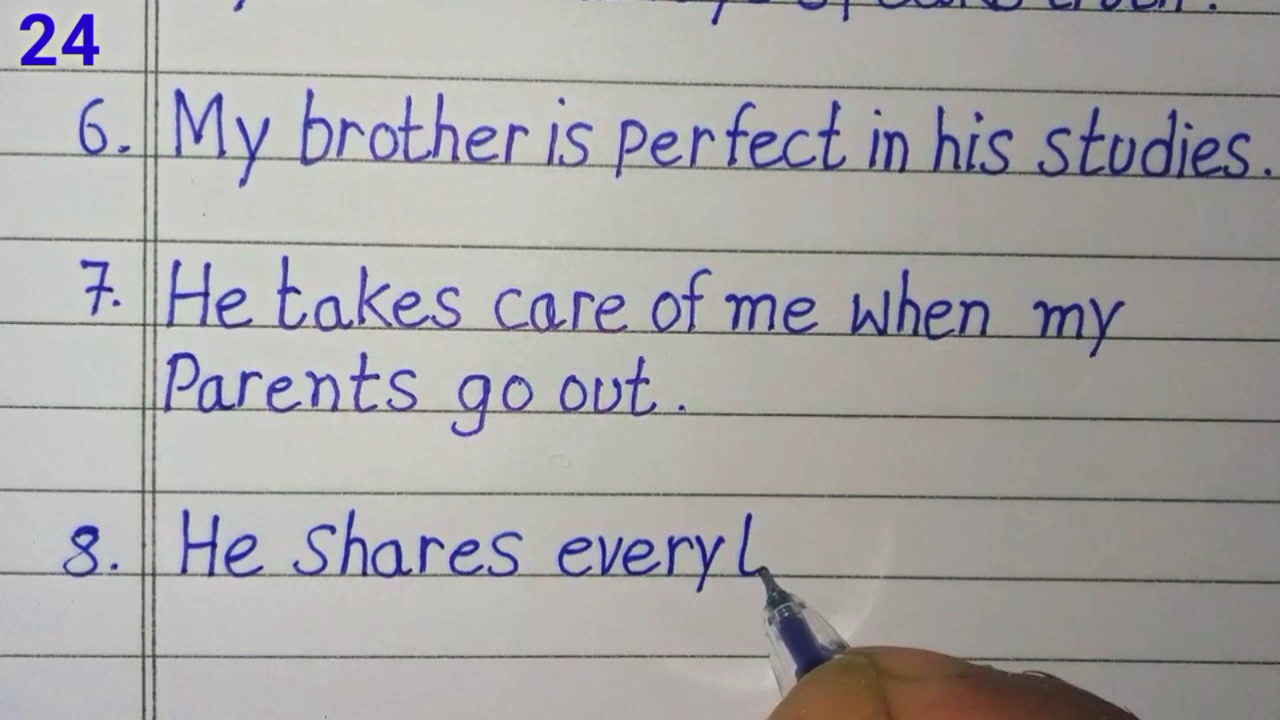 24
6. My brother is perfect in his studies.
7. He takes care of me when my
Parents go out.
8. He shares every